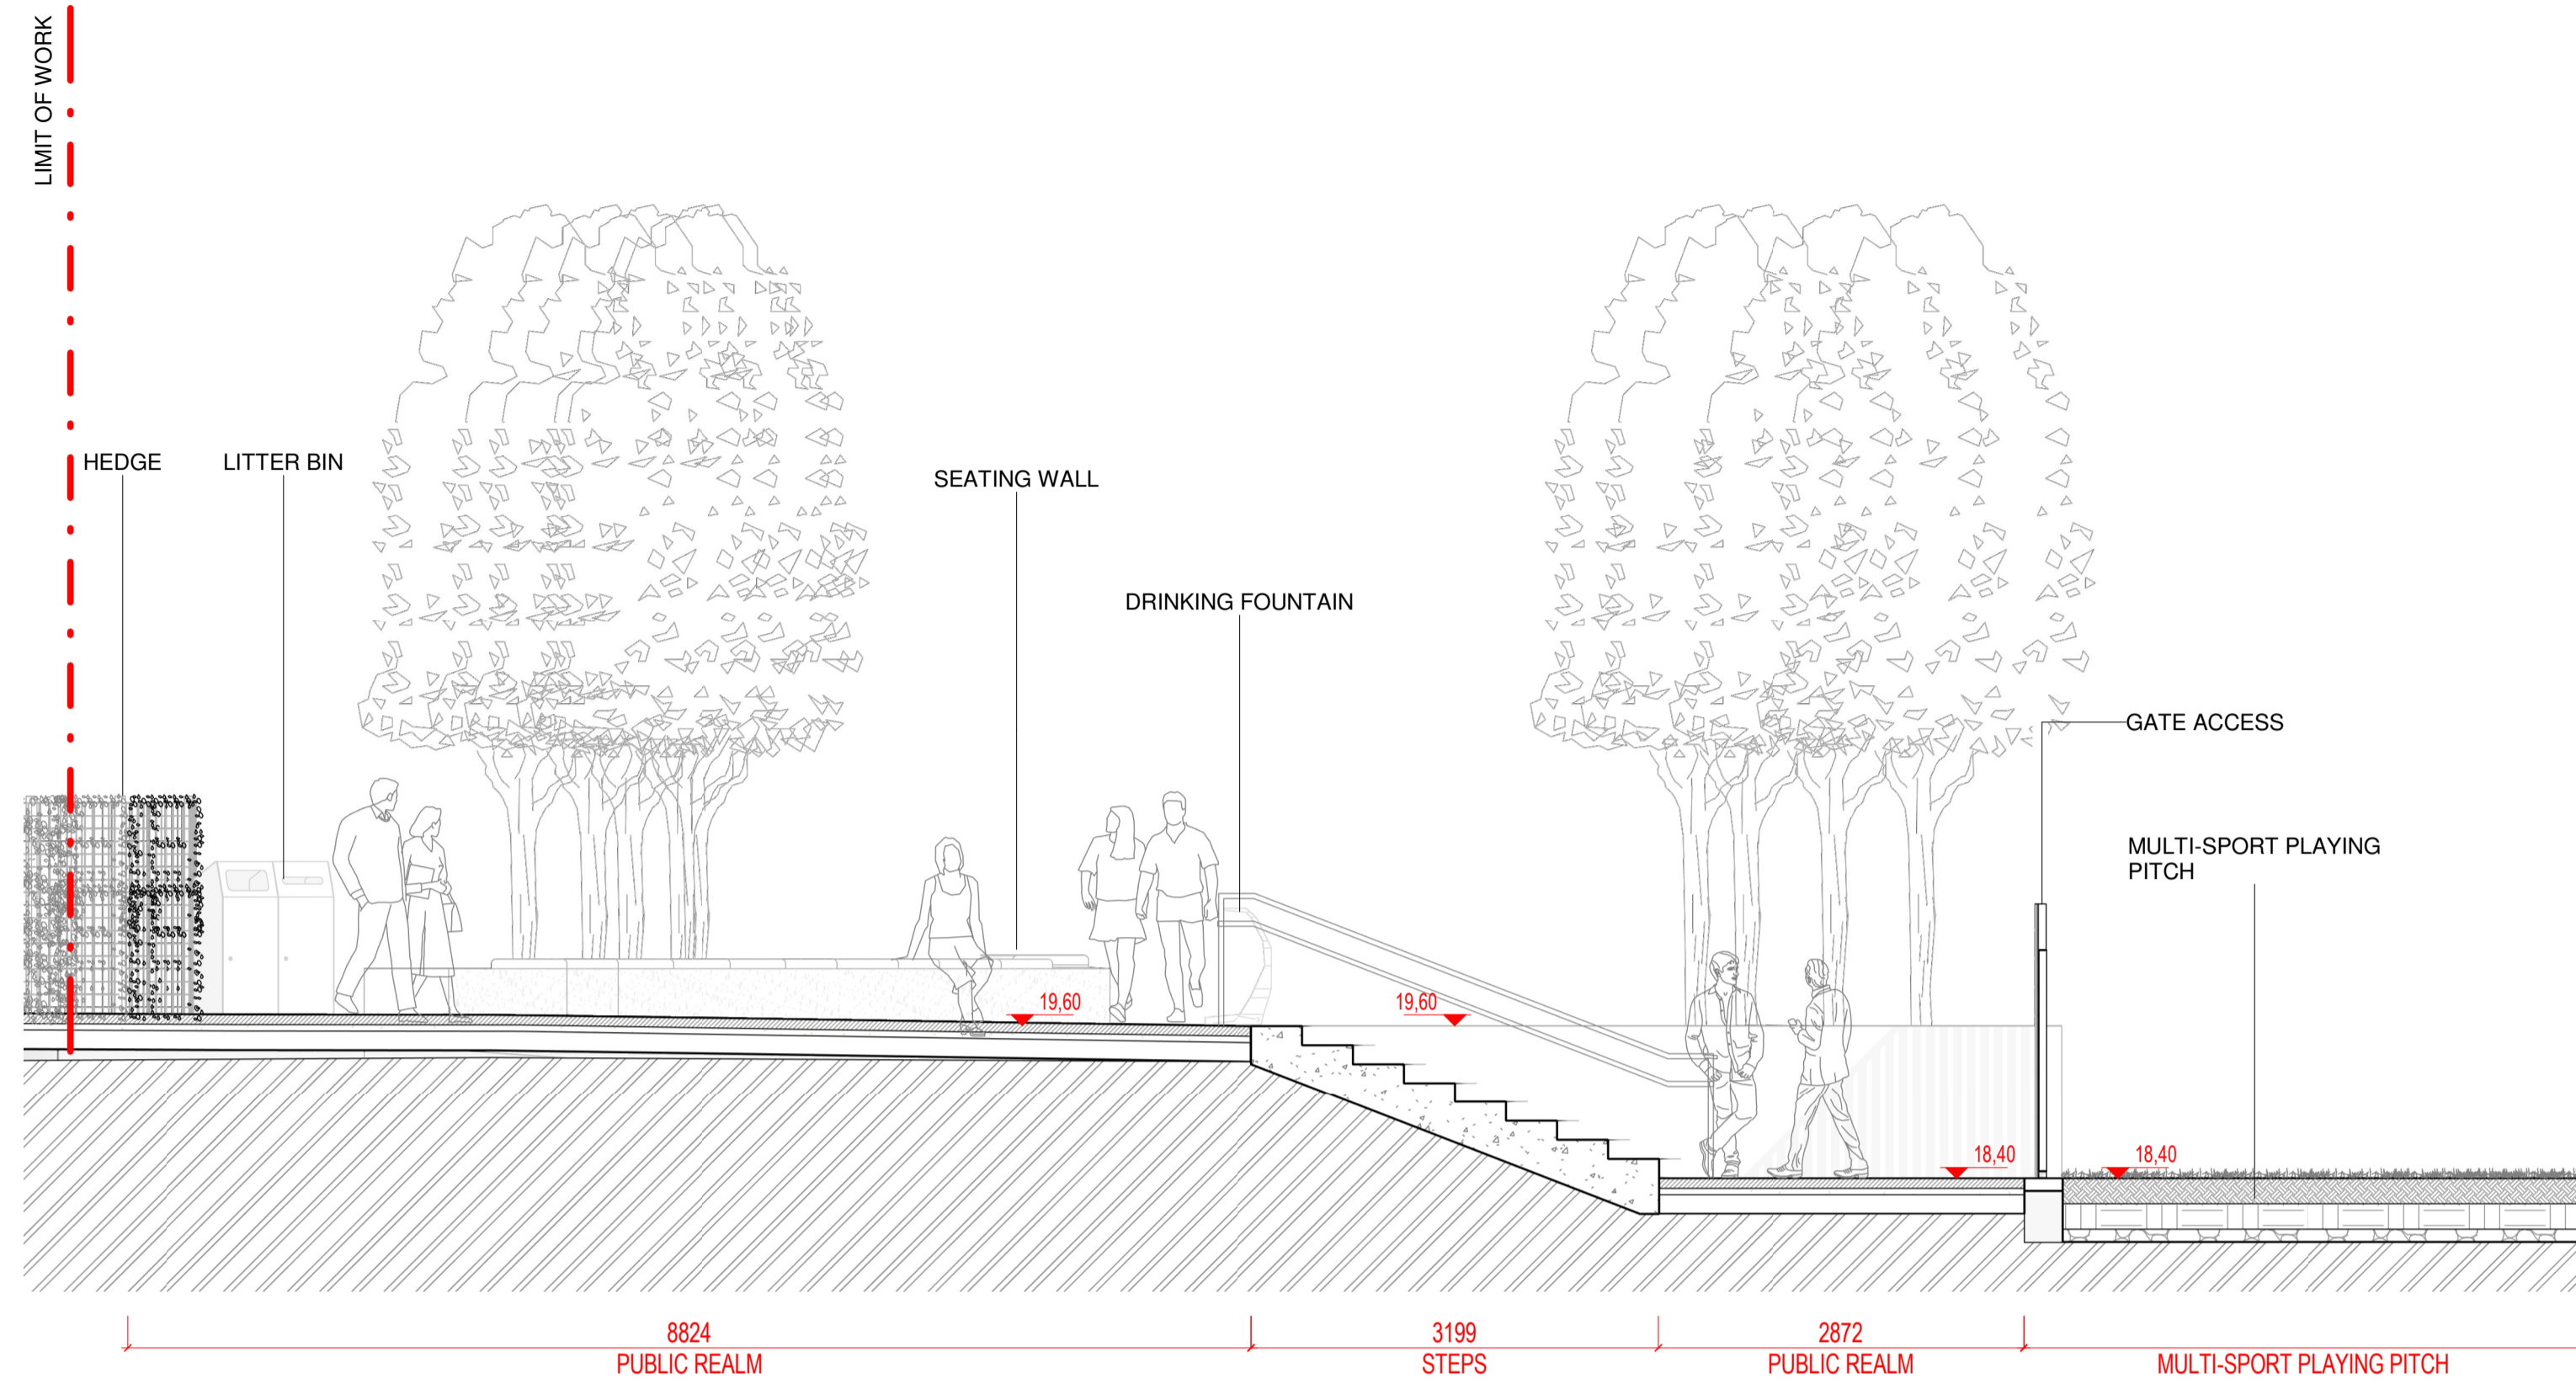 LIMIT OF WORK
HEDGE
LITTER BIN
SEATING WALL
DRINKING FOUNTAIN
GATE ACCESS
MULTI-SPORT PLAYING
PITCH
19,60
19,60
18,40
18,40
8824
PUBLIC REALM
3199
STEPS
2872
PUBLIC REALM
MULTI-SPORT PLAYING PITCH